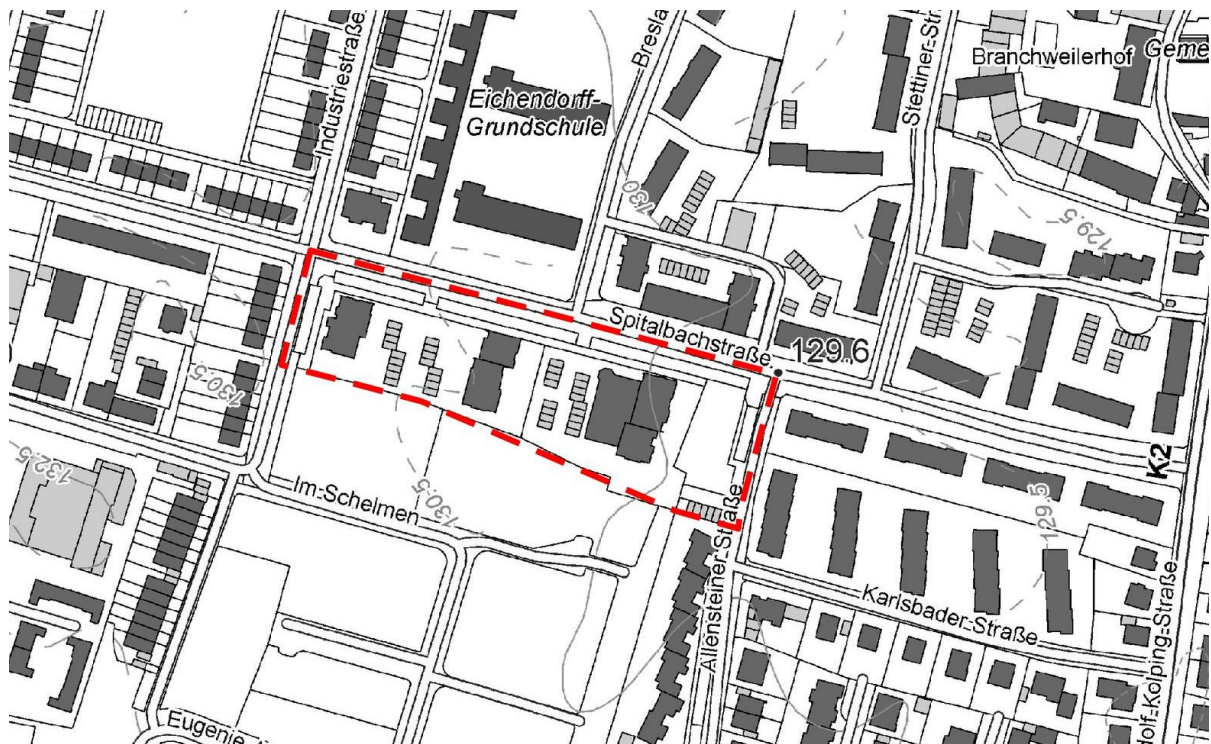 Industriestraße
Bresla
Stettiner-Str
Branchweilerhof
Geme
Eichendorff-
Grundschule
130
129.5
Spitalbachstraße
129.6
130.5
132.5
130.5
Im-Schelmen
K2
129.5
Allensteiner-Straße
Karlsbader-Straße
olf-Kolping-Straße
Eugenie-